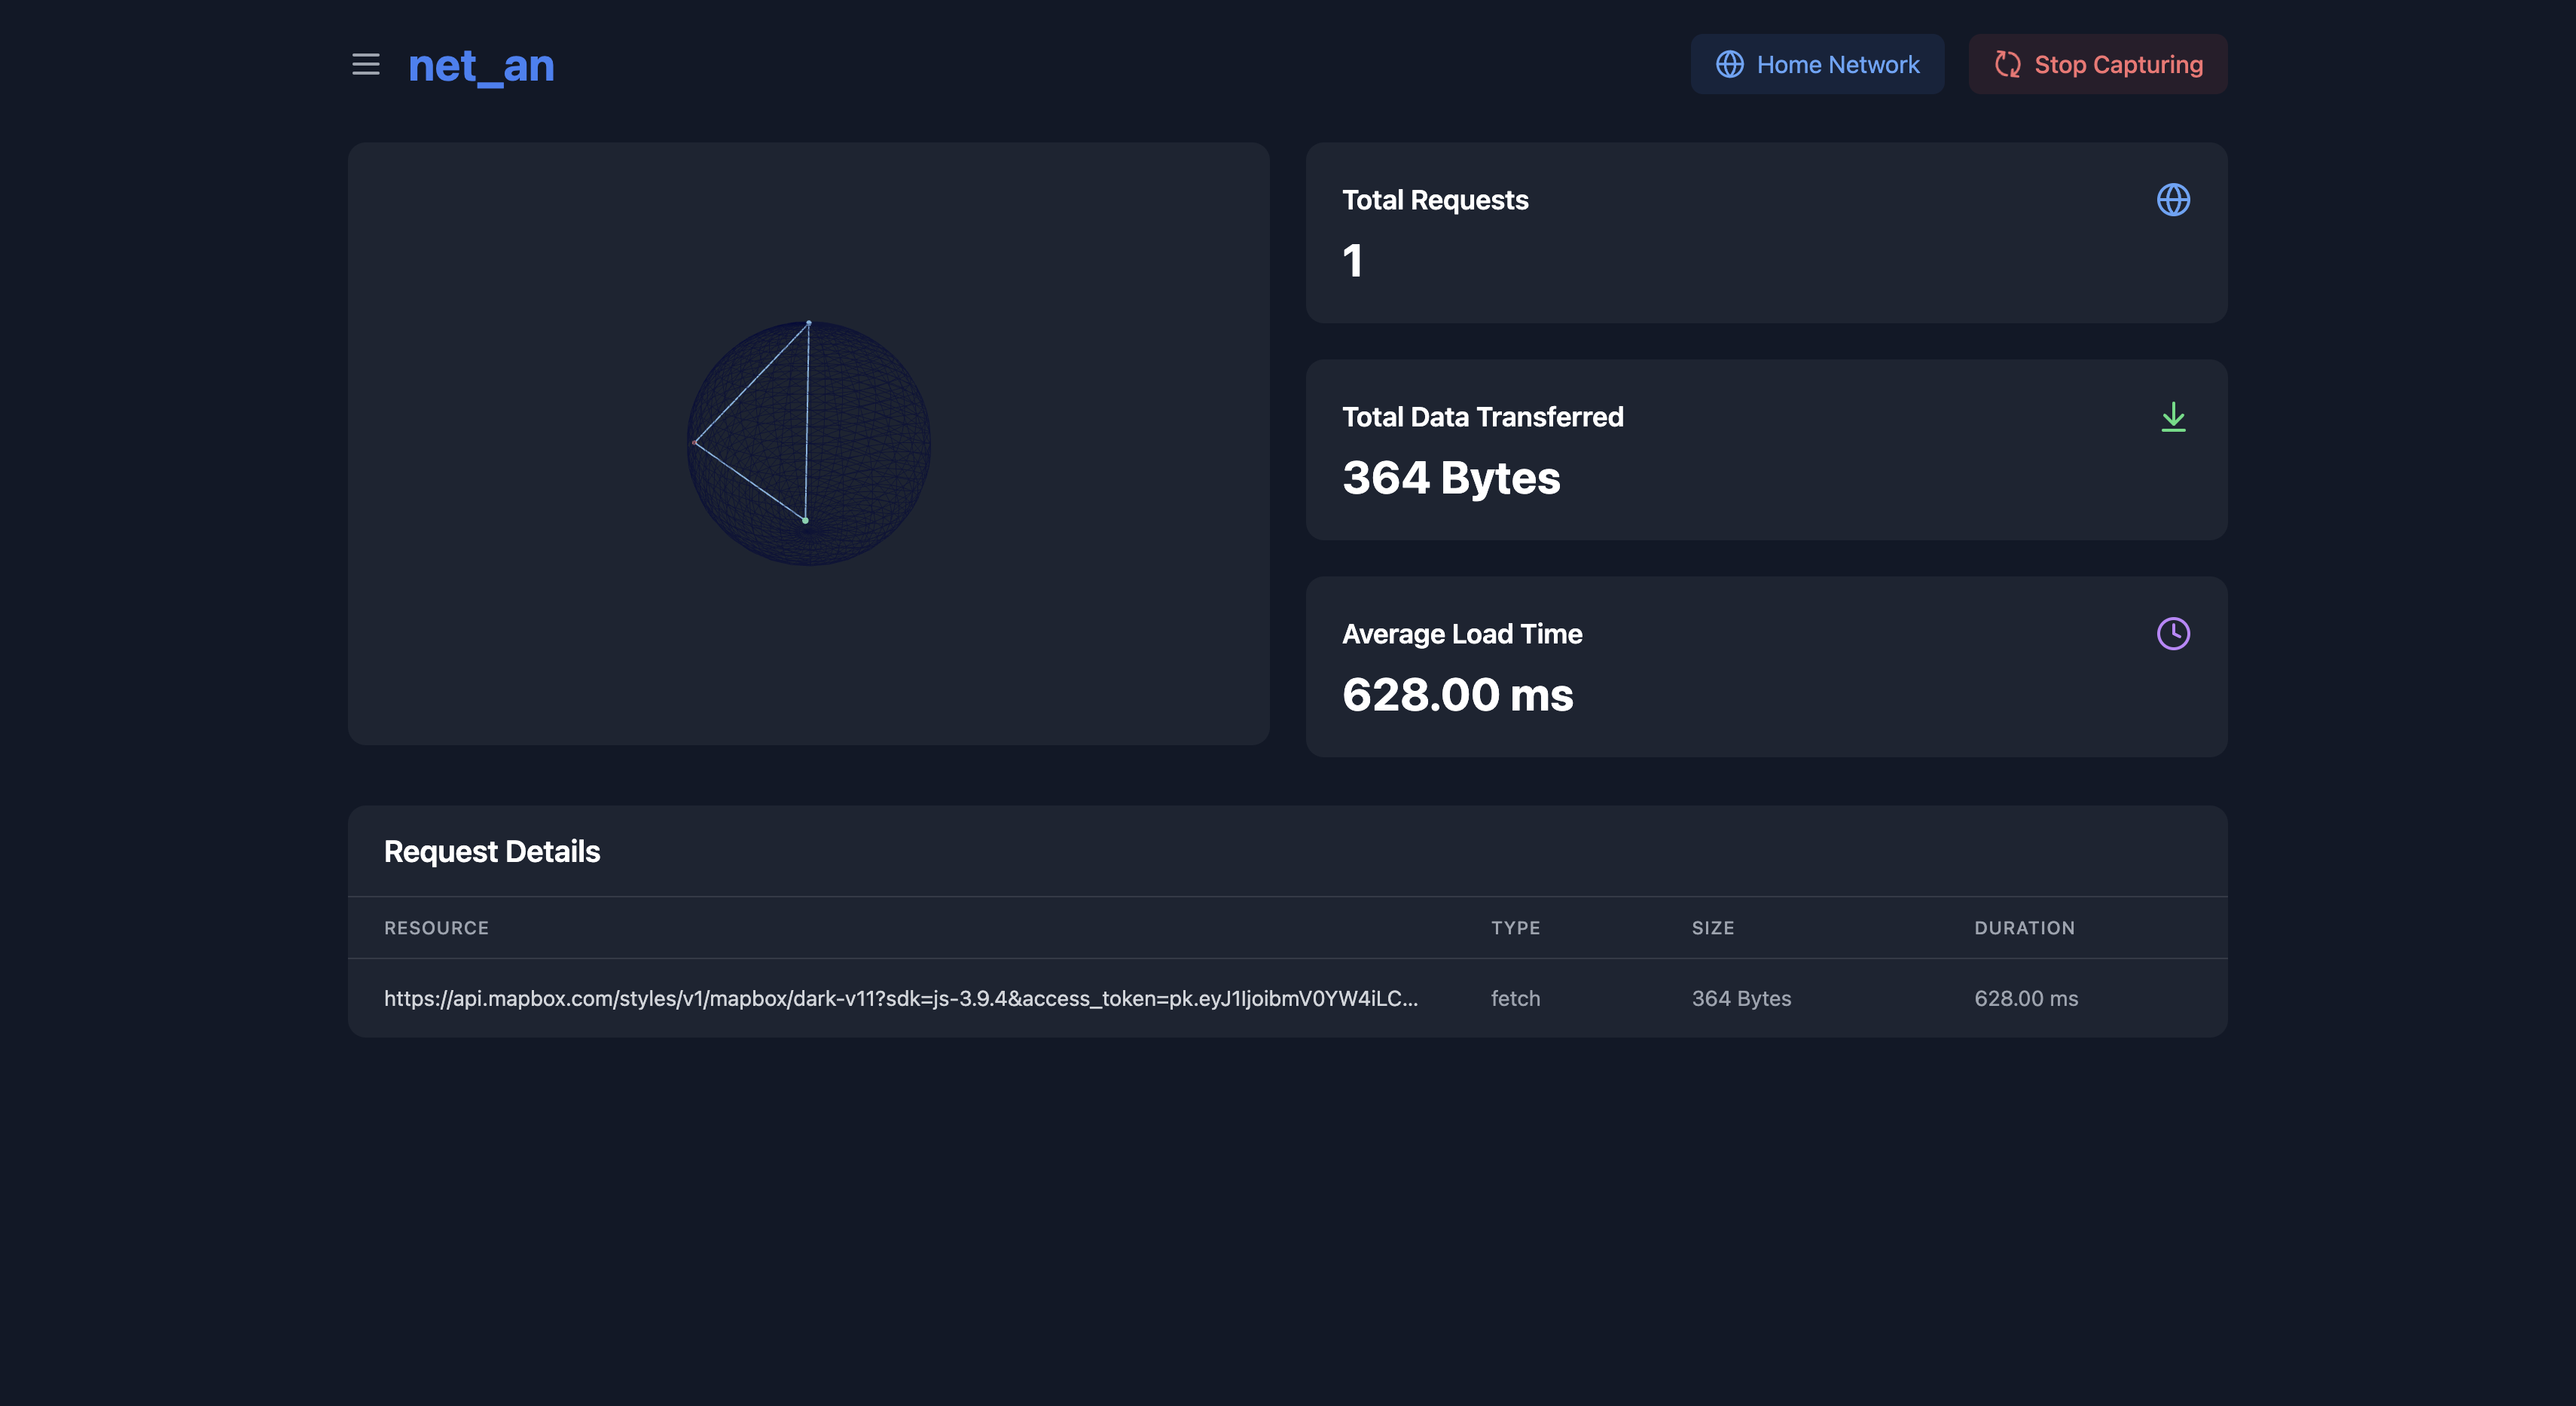 net_an
Home Network
Stop Capturing
Total Requests
1
Total Data Transferred
364 Bytes
Average Load Time
628.00 ms
Request Details
RESOURCE TYPE SIZE DURATION
https://api.mapbox.com/styles/v1/mapbox/dark-v11?sdk=js-3.9.4&access_token=pk.eyJ1IjoibmV0YW4iLC... fetch 364 Bytes 628.00 ms